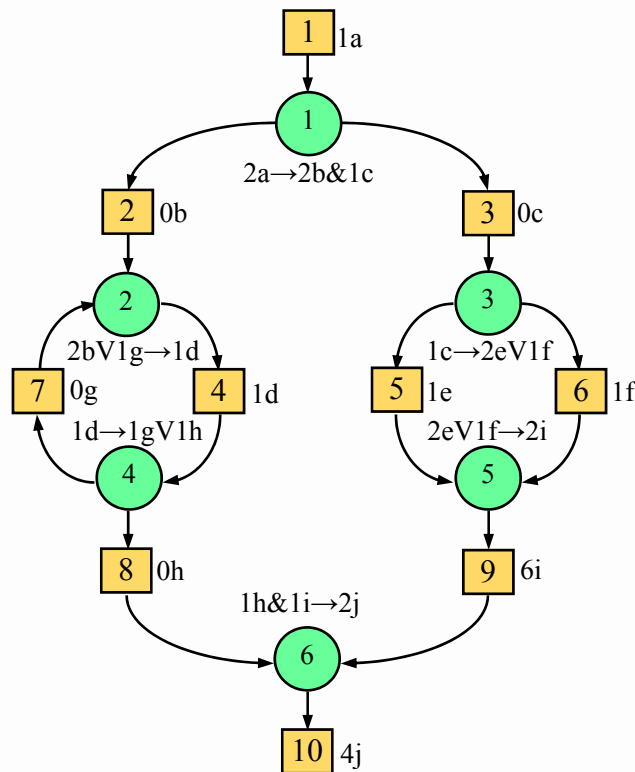 1 1a
1
2a→2b&1c
2 0b 3 0c
2 3
2bV1g→1d 1c→2eV1f
7 0g 4 1d 5 1e 6 1f
1d→1gV1h 2eV1f→2i
4 5
8 0h 9 6i
1h&1i→2j
6
10 4j